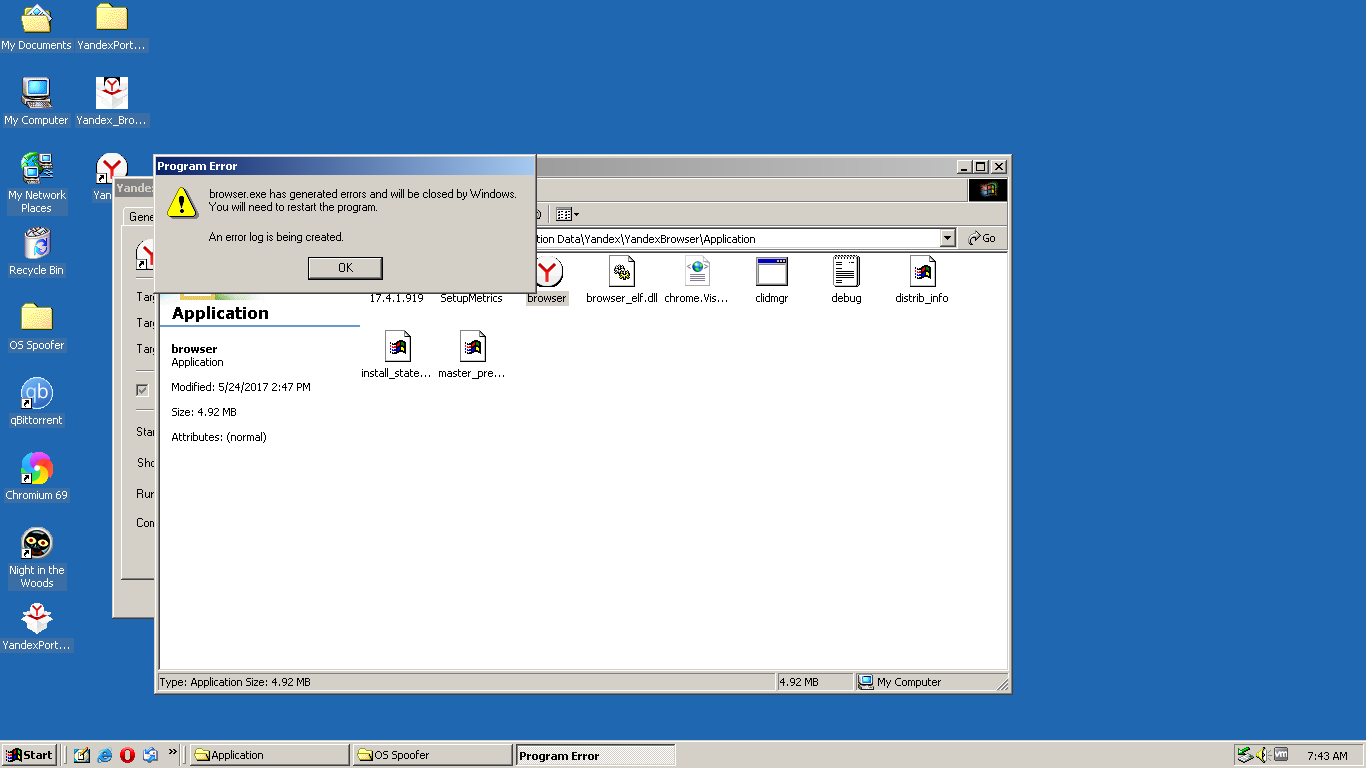 My Documents
YandexPort...
My Computer
Yandex_Bro...
My Network
Places
Yan
Recycle Bin
OS Spoofer
qBittorrent
Chromium 69
Night in the
Woods
YandexPort...
Yandex
Gene
Tar
Tar
Tar
Star
Sho
Run
Com
Program Error
browser.exe has generated errors and will be closed by Windows.
You will need to restart the program.
An error log is being created.
OK
tion Data\Yandex\YandexBrowser\Application
Go
17.4.1.919
SetupMetrics
browser
browser_elf.dll
chrome.Vis...
clidmgr
debug
distrib_info
install_state...
master_pre...
Application
browser
Application
Modified: 5/24/2017 2:47 PM
Size: 4.92 MB
Attributes: (normal)
Type: Application Size: 4.92 MB
4.92 MB
My Computer
Start
»
Application
OS Spoofer
Program Error
vm
7:43 AM